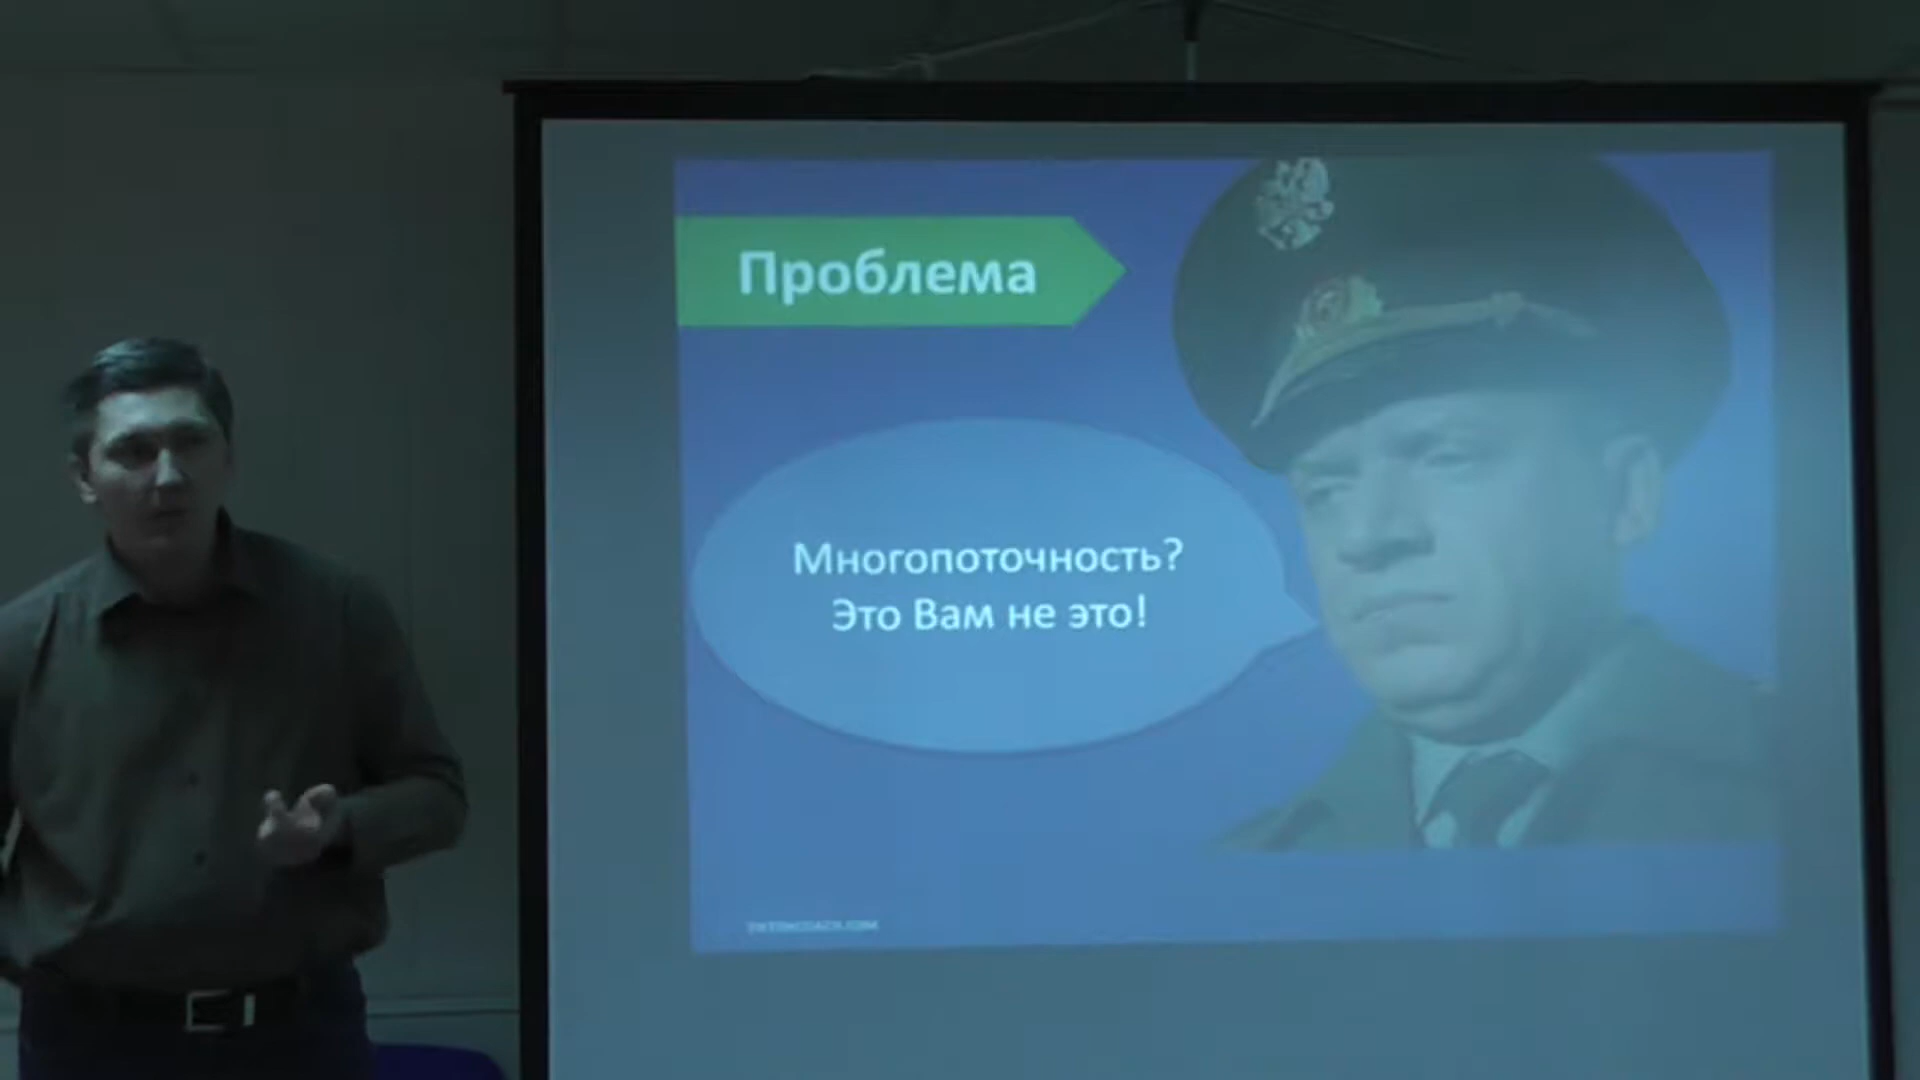 Проблема
Многопоточность?
Это Вам не это!